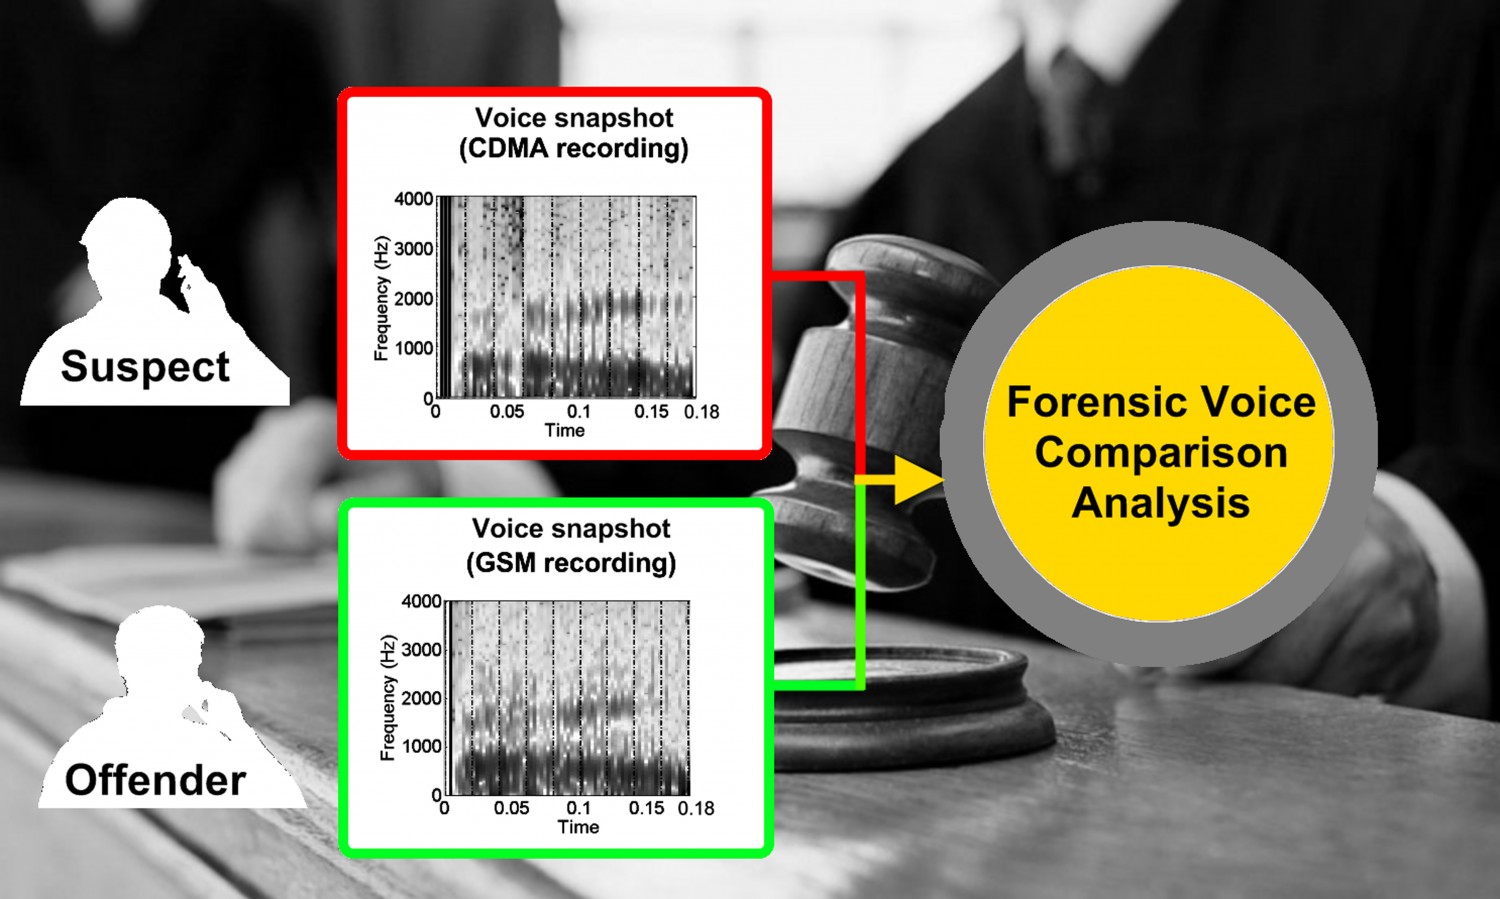 Suspect
Voice snapshot
(CDMA recording)
4000
3000
2000
1000
0
Frequency (Hz)
0 0.05 0.1 0.15 0.18
Time
Offender
Voice snapshot
(GSM recording)
4000
3000
2000
1000
0
Frequency (Hz)
0 0.05 0.1 0.15 0.18
Time
Forensic Voice
Comparison
Analysis